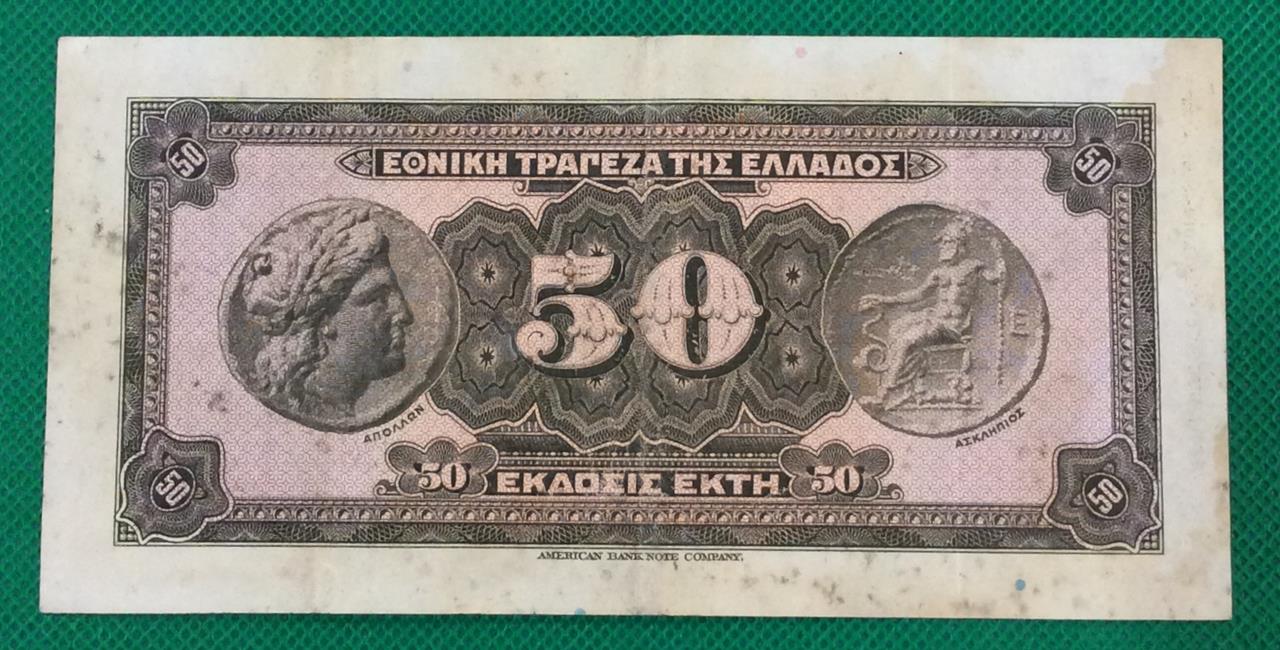 50 50
ΕΘΝΙΚΗ ΤΡΑΠΕΖΑ ΤΗΣ ΕΛΛΑΔΟΣ
50
ΑΠΟΛΛΩΝ
ΑΣΚΛΗΠΙΟΣ
50 50 ΕΚΔΟΣΙΣ ΕΚΤΗ 50 50
AMERICAN BANK NOTE COMPANY.